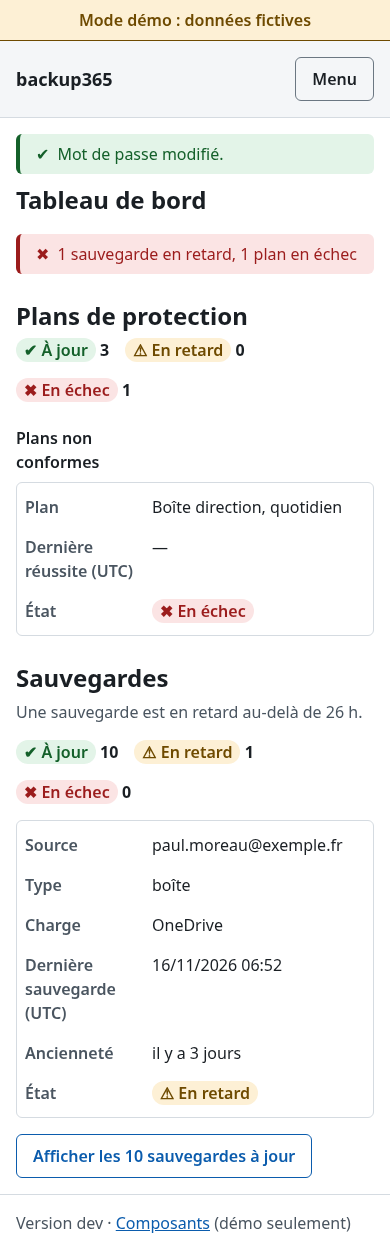 Mode démo : données fictives
backup365
Menu
✔ Mot de passe modifié.
Tableau de bord
✖ 1 sauvegarde en retard, 1 plan en échec
Plans de protection
✔ À jour 3 ⚠ En retard 0
✖ En échec 1
Plans non
conformes
Plan Boîte direction, quotidien
Dernière
réussite (UTC) —
État ✖ En échec
Sauvegardes
Une sauvegarde est en retard au-delà de 26 h.
✔ À jour 10 ⚠ En retard 1
✖ En échec 0
Source paul.moreau@exemple.fr
Type boîte
Charge OneDrive
Dernière
sauvegarde
(UTC) 16/11/2026 06:52
Ancienneté il y a 3 jours
État ⚠ En retard
Afficher les 10 sauvegardes à jour
Version dev · Composants (démo seulement)